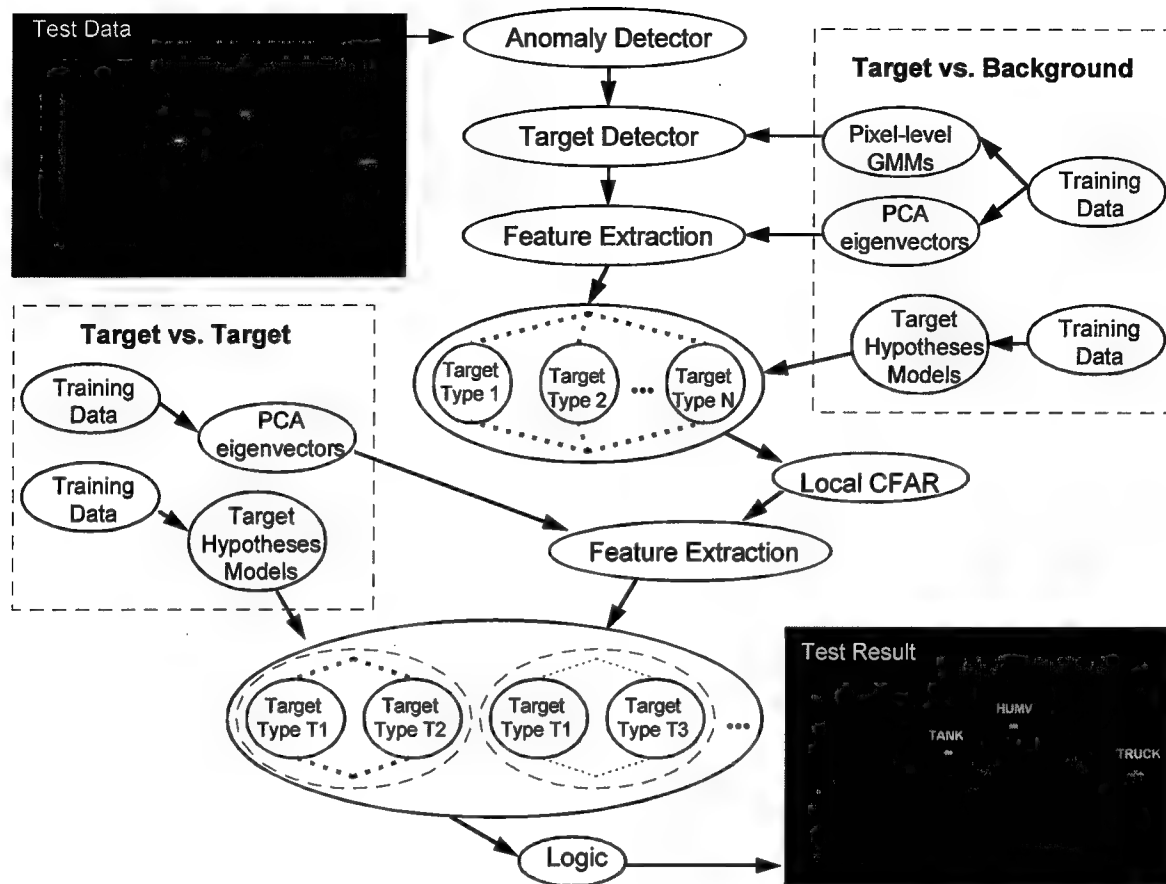 Test Data
Anomaly Detector
Target vs. Background
Target Detector
Pixel-level
GMMs
Training
Data
Feature Extraction
PCA
eigenvectors
Target vs. Target
Target
Type 1
Target
Type 2
...
Target
Type N
Target
Hypotheses
Models
Training
Data
Training
Data
PCA
eigenvectors
Local CFAR
Training
Data
Target
Hypotheses
Models
Feature Extraction
Target
Type T1
Target
Type T2
Target
Type T1
Target
Type T3
...
Test Result
HUMV
TANK
TRUCK
Logic